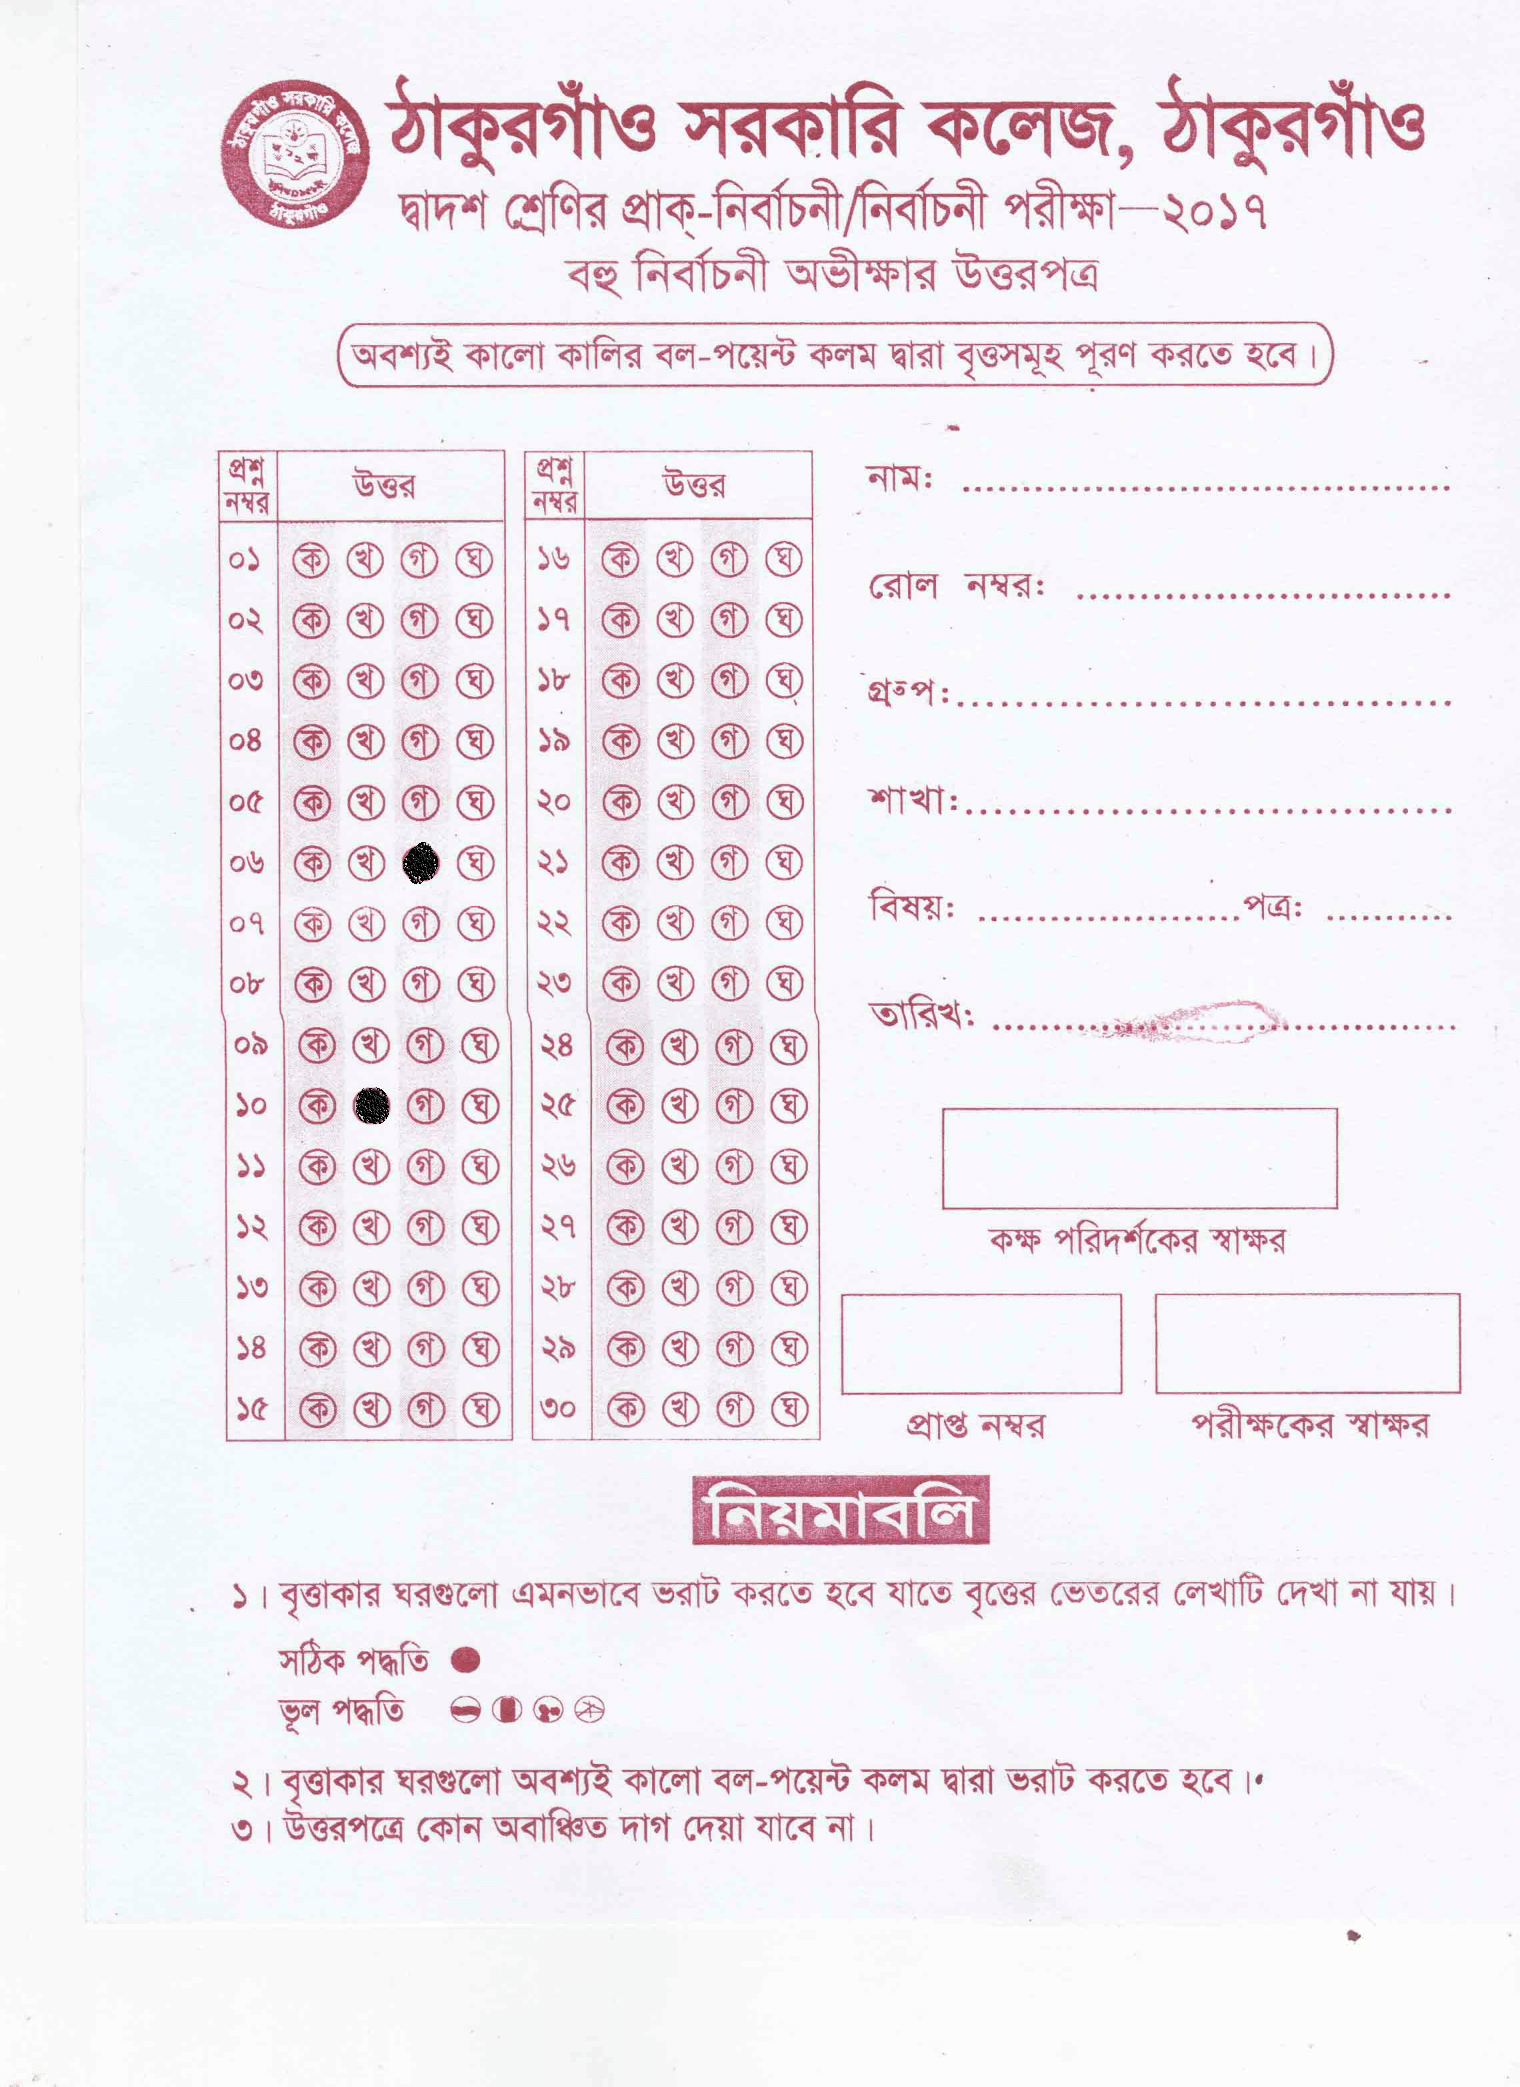 ঠাকুরগাঁও সরকারি কলেজ
ঠাকুরগাঁও
ঠাকুরগাঁও সরকারি কলেজ, ঠাকুরগাঁও
দ্বাদশ শ্রেণির প্রাক্-নির্বাচনী/নির্বাচনী পরীক্ষা—২০১৭
বহু নির্বাচনী অভীক্ষার উত্তরপত্র
অবশ্যই কালো কালির বল-পয়েন্ট কলম দ্বারা বৃত্তসমূহ পূরণ করতে হবে।
প্রশ্ন নম্বর উত্তর
০১ ক খ গ ঘ
০২ ক খ গ ঘ
০৩ ক খ গ ঘ
০৪ ক খ গ ঘ
০৫ ক খ গ ঘ
০৬ ক খ ঘ
০৭ ক খ গ ঘ
০৮ ক খ গ ঘ
০৯ ক খ গ ঘ
১০ ক গ ঘ
১১ ক খ গ ঘ
১২ ক খ গ ঘ
১৩ ক খ গ ঘ
১৪ ক খ গ ঘ
১৫ ক খ গ ঘ
প্রশ্ন নম্বর উত্তর
১৬ ক খ গ ঘ
১৭ ক খ গ ঘ
১৮ ক খ গ ঘ
১৯ ক খ গ ঘ
২০ ক খ গ ঘ
২১ ক খ গ ঘ
২২ ক খ গ ঘ
২৩ ক খ গ ঘ
২৪ ক খ গ ঘ
২৫ ক খ গ ঘ
২৬ ক খ গ ঘ
২৭ ক খ গ ঘ
২৮ ক খ গ ঘ
২৯ ক খ গ ঘ
৩০ ক খ গ ঘ
নাম: ........................................
রোল নম্বর: ..............................
গ্রুপ:..................................
শাখা:..................................
বিষয়: ......................পত্র: ...........
তারিখ: ........................................
কক্ষ পরিদর্শকের স্বাক্ষর
প্রাপ্ত নম্বর
পরীক্ষকের স্বাক্ষর
নিয়মাবলি
১। বৃত্তাকার ঘরগুলো এমনভাবে ভরাট করতে হবে যাতে বৃত্তের ভেতরের লেখাটি দেখা না যায়।
সঠিক পদ্ধতি
ভূল পদ্ধতি
২। বৃত্তাকার ঘরগুলো অবশ্যই কালো বল-পয়েন্ট কলম দ্বারা ভরাট করতে হবে।
৩। উত্তরপত্রে কোন অবাঞ্চিত দাগ দেয়া যাবে না।